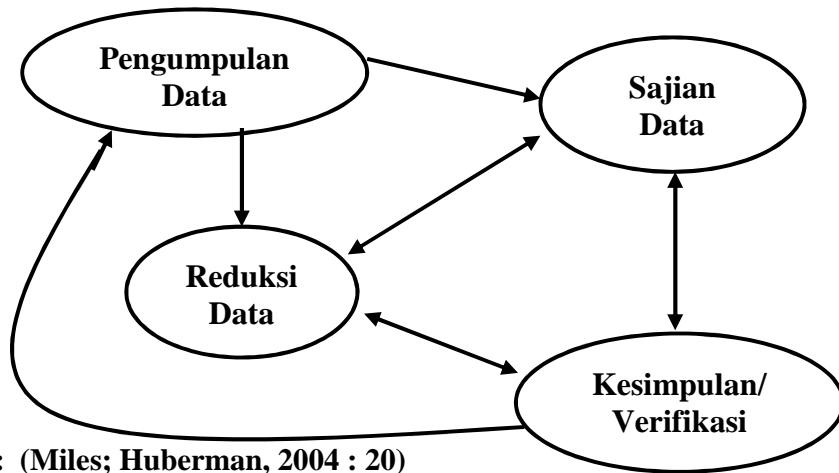 Pengumpulan
Data
Sajian
Data
Reduksi
Data
Kesimpulan/
Verifikasi
: (Miles; Huberman, 2004 : 20)